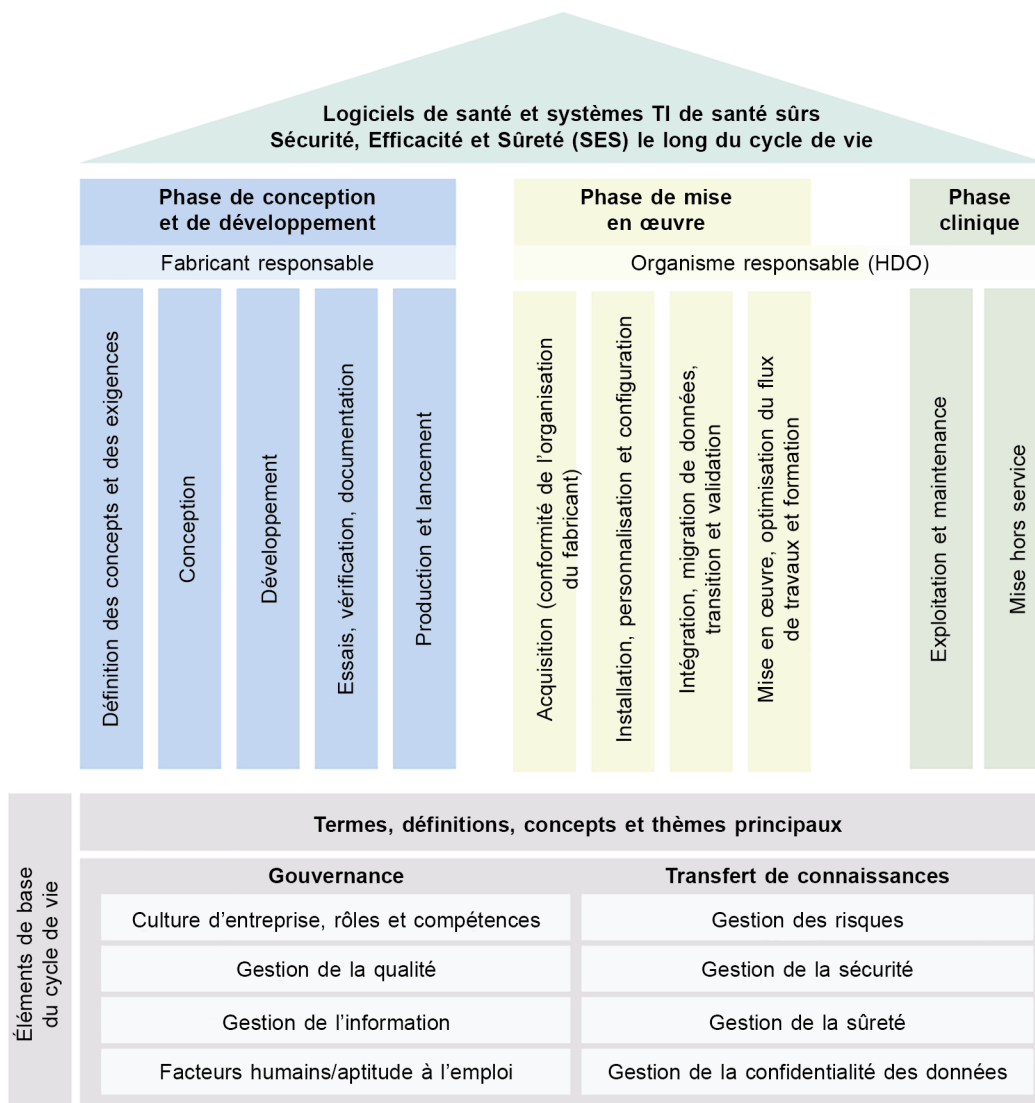 Logiciels de santé et systèmes TI de santé sûrs
Sécurité, Efficacité et Sûreté (SES) le long du cycle de vie
Phase de conception
et de développement
Phase de mise
en œuvre
Phase
clinique
Fabricant responsable
Organisme responsable (HDO)
Définition des concepts et des exigences
Conception
Développement
Essais, vérification, documentation
Production et lancement
Acquisition (conformité de l’organisation
du fabricant)
Installation, personnalisation et configuration
Intégration, migration de données,
transition et validation
Mise en œuvre, optimisation du flux
de travaux et formation
Exploitation et maintenance
Mise hors service
Éléments de base
du cycle de vie
Termes, définitions, concepts et thèmes principaux
Gouvernance
Transfert de connaissances
Culture d’entreprise, rôles et compétences
Gestion des risques
Gestion de la qualité
Gestion de la sécurité
Gestion de l’information
Gestion de la sûreté
Facteurs humains/aptitude à l’emploi
Gestion de la confidentialité des données